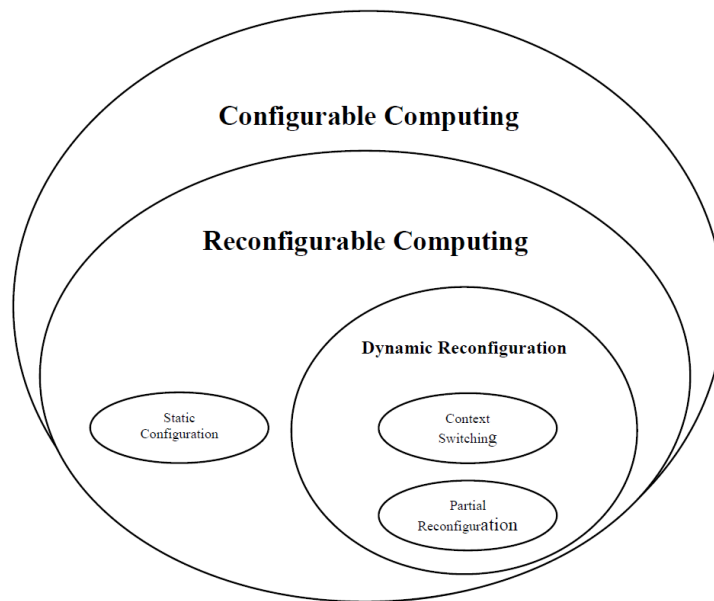 Configurable Computing
Reconfigurable Computing
Dynamic Reconfiguration
Static
Configuration
Context
Switching
Partial
Reconfiguration